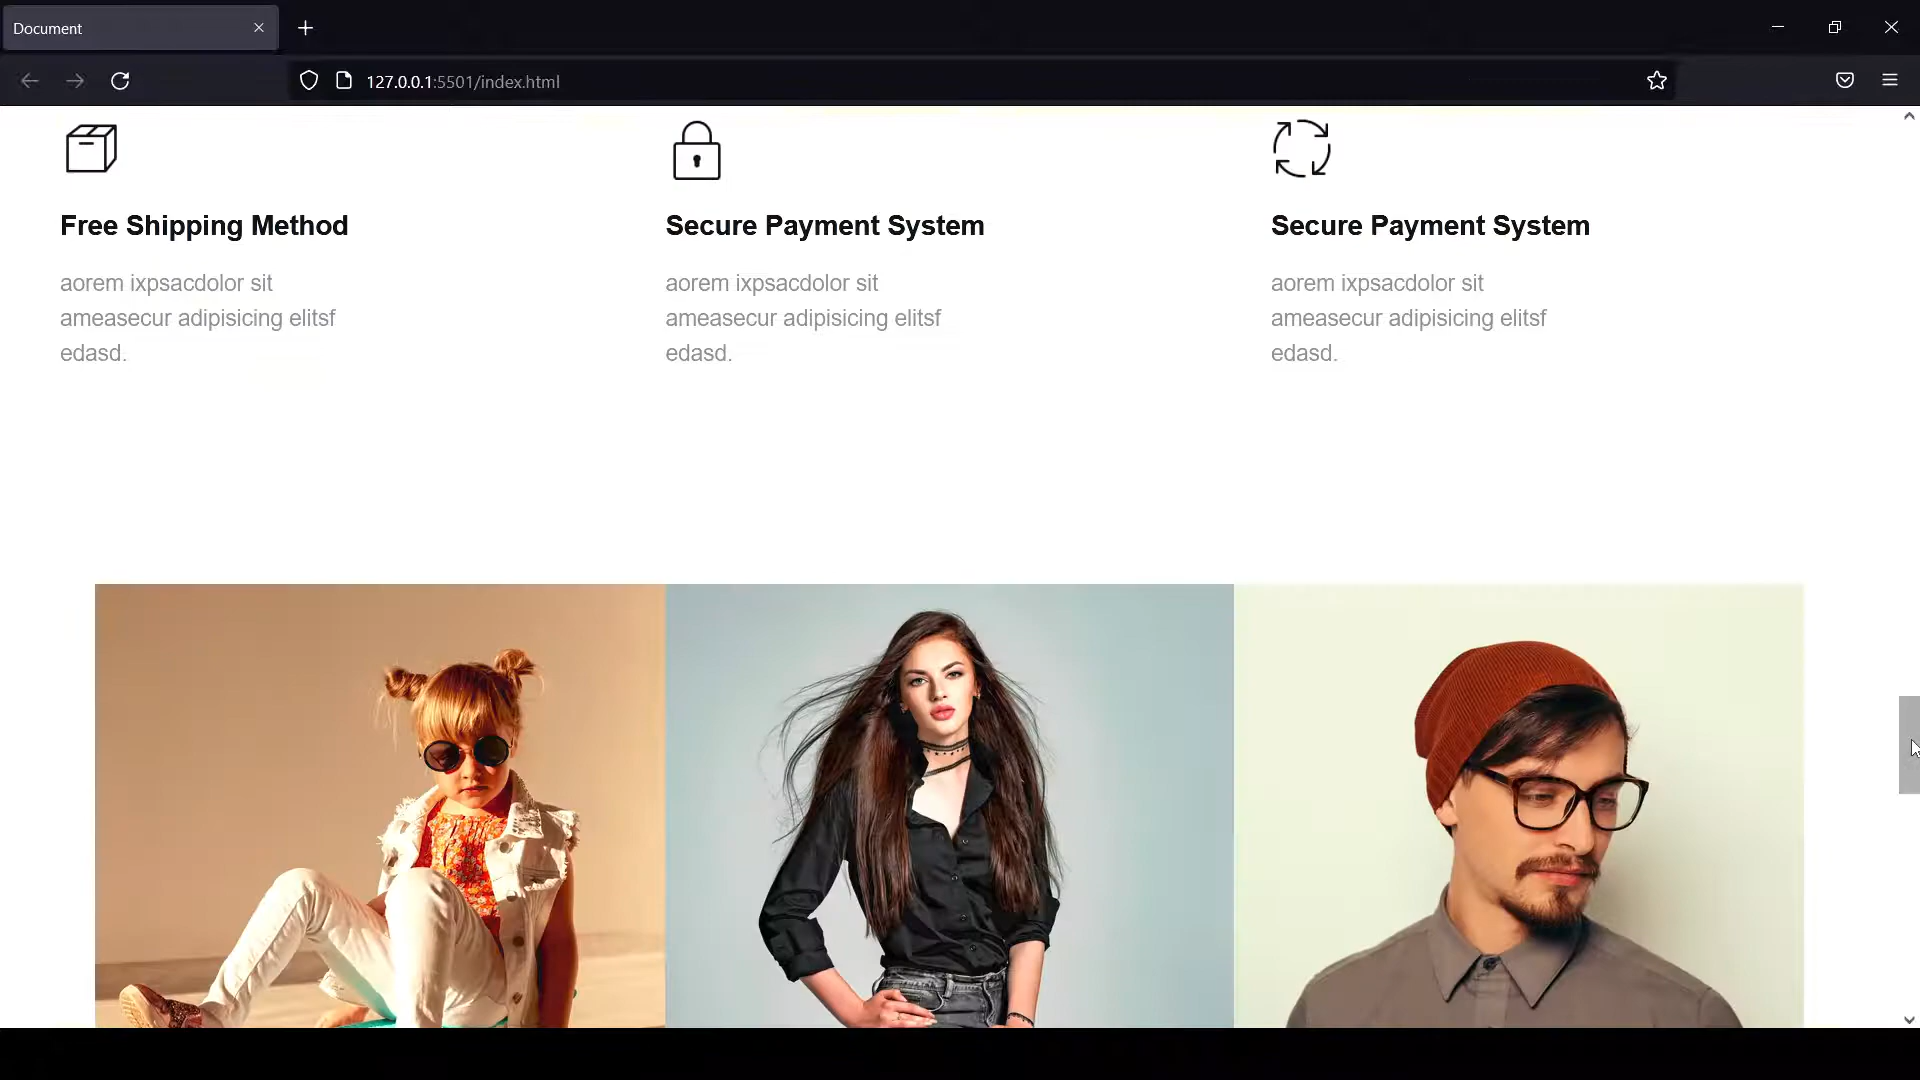 Document
127.0.0.1:5501/index.html
Free Shipping Method
aorem ixpsacdolor sit
ameasecur adipisicing elitsf
edasd.
Secure Payment System
aorem ixpsacdolor sit
ameasecur adipisicing elitsf
edasd.
Secure Payment System
aorem ixpsacdolor sit
ameasecur adipisicing elitsf
edasd.